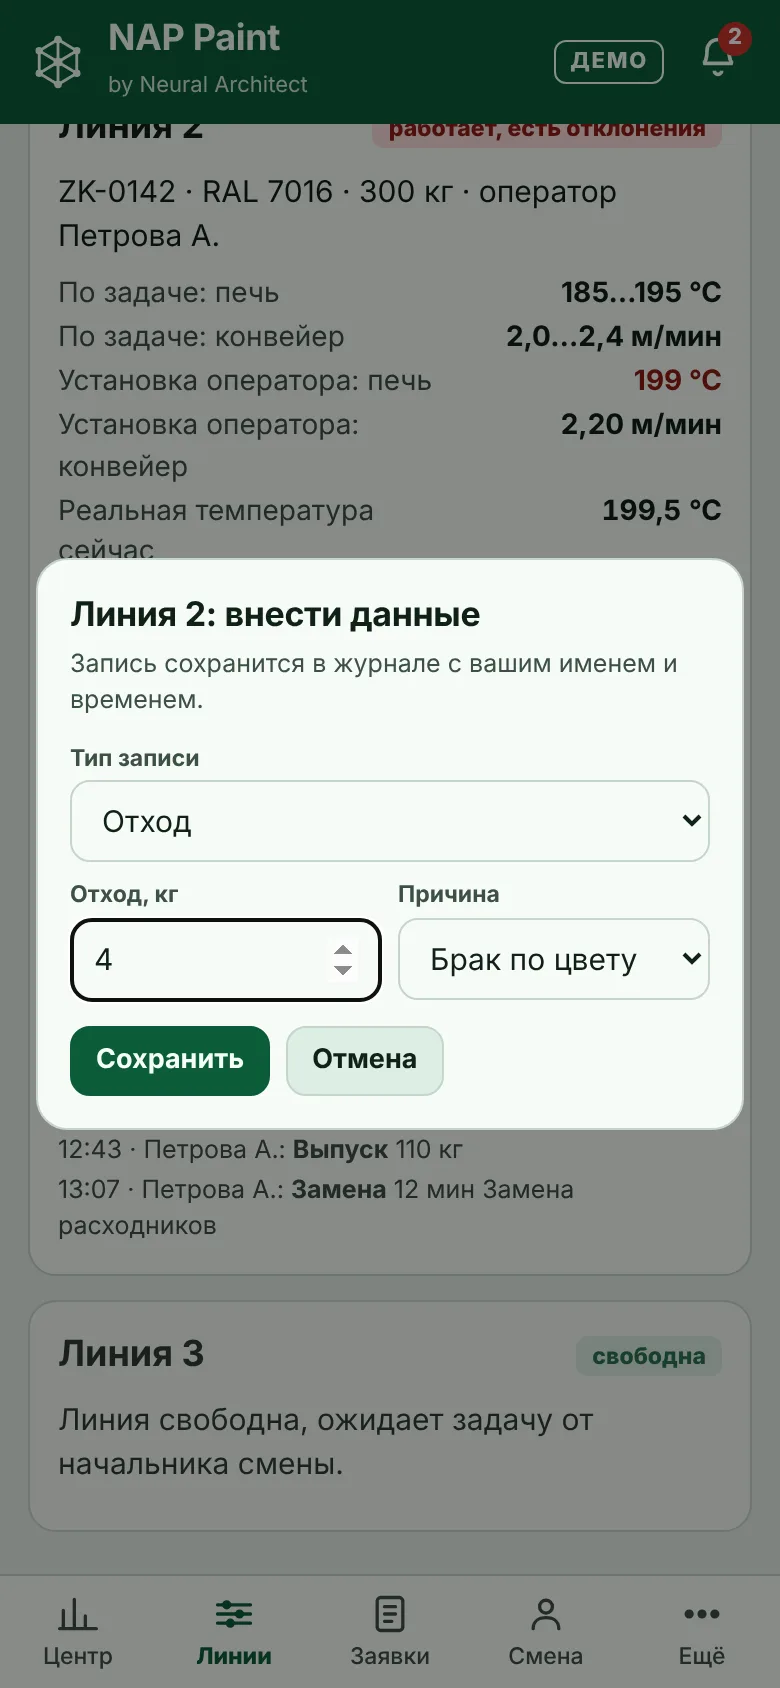 NAP Paint
by Neural Architect
ДЕМО
2
Линия 2
работает, есть отклонения
ZK-0142 · RAL 7016 · 300 кг · оператор
Петрова А.
По задаче: печь 185…195 °C
По задаче: конвейер 2,0…2,4 м/мин
Установка оператора: печь 199 °C
Установка оператора: 2,20 м/мин
конвейер
Реальная температура 199,5 °C
сейчас
Линия 2: внести данные
Запись сохранится в журнале с вашим именем и
временем.
Тип записи
Отход
Отход, кг Причина
4 Брак по цвету
Сохранить Отмена
12:43 · Петрова А.: Выпуск 110 кг
13:07 · Петрова А.: Замена 12 мин Замена
расходников
Линия 3 свободна
Линия свободна, ожидает задачу от
начальника смены.
Центр Линии Заявки Смена Ещё